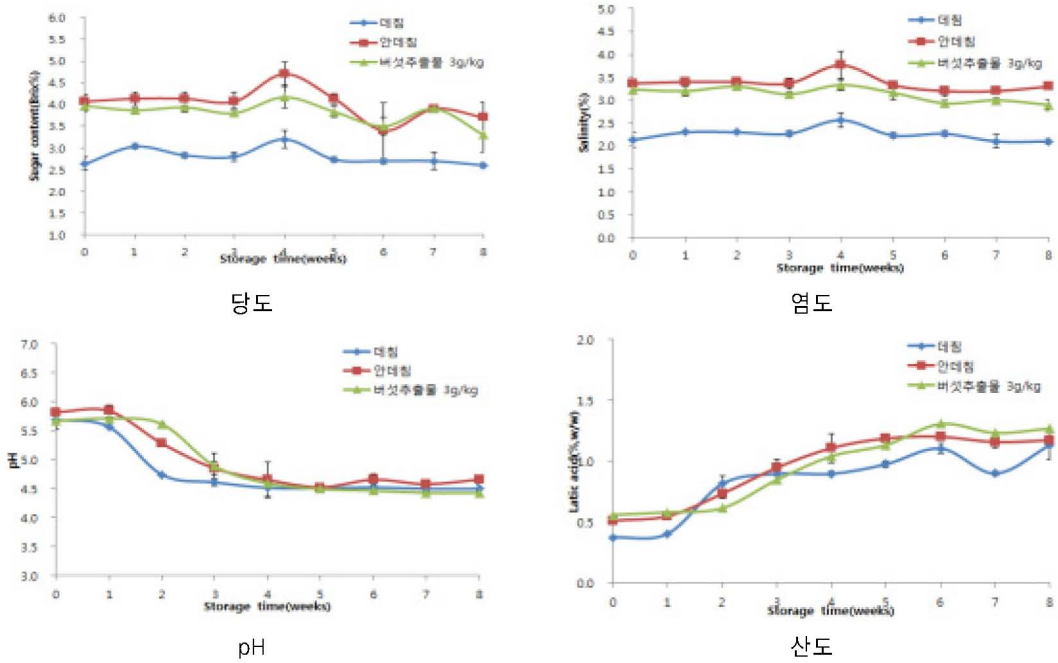 6.0
5.5
5.0
4.5
4.0
3.5
3.0
2.5
2.0
1.5
1.0
Sugar content(Brix%)
데침
안데침
버섯추출물 3g/kg
0 1 2 3 4 5 6 7 8
Storage time(weeks)
당도
5.0
4.5
4.0
3.5
3.0
2.5
2.0
1.5
1.0
0.5
0.0
Salinity(%)
데침
안데침
버섯추출물 3g/kg
0 1 2 3 4 5 6 7 8
Storage time(weeks)
염도
7.0
6.5
6.0
5.5
5.0
4.5
4.0
3.5
3.0
pH
데침
안데침
버섯추출물 3g/kg
0 1 2 3 4 5 6 7 8
Storage time(weeks)
pH
2.0
1.5
1.0
0.5
0.0
Latic acid(%,w/w)
데침
안데침
버섯추출물 3g/kg
0 1 2 3 4 5 6 7 8
Storage time(weeks)
산도